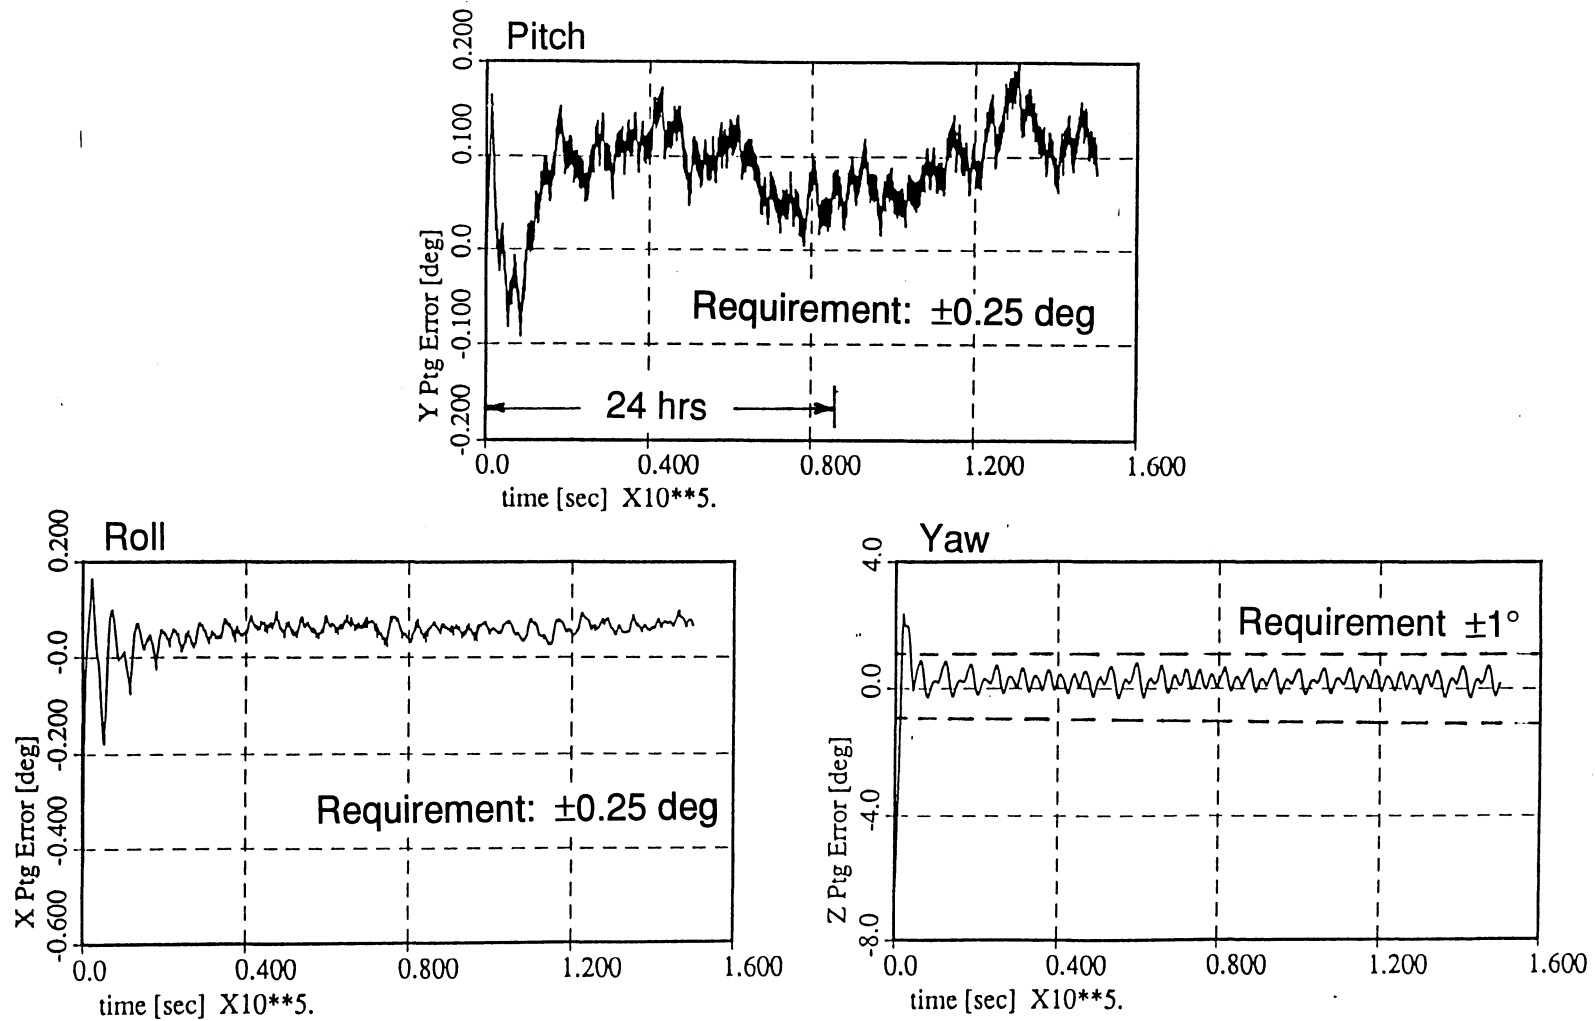 Pitch
0.200
0.100
0.0
-0.100
-0.200
Y Ptg Error [deg]
Requirement: ±0.25 deg
24 hrs
0.0 0.400 0.800 1.200 1.600
time [sec] X10**5.
Roll
0.200
-0.0
-0.200
-0.400
-0.600
X Ptg Error [deg]
Requirement: ±0.25 deg
0.0 0.400 0.800 1.200 1.600
time [sec] X10**5.
Yaw
4.0
0.0
-4.0
-8.0
Z Ptg Error [deg]
Requirement ±1°
0.0 0.400 0.800 1.200 1.600
time [sec] X10**5.